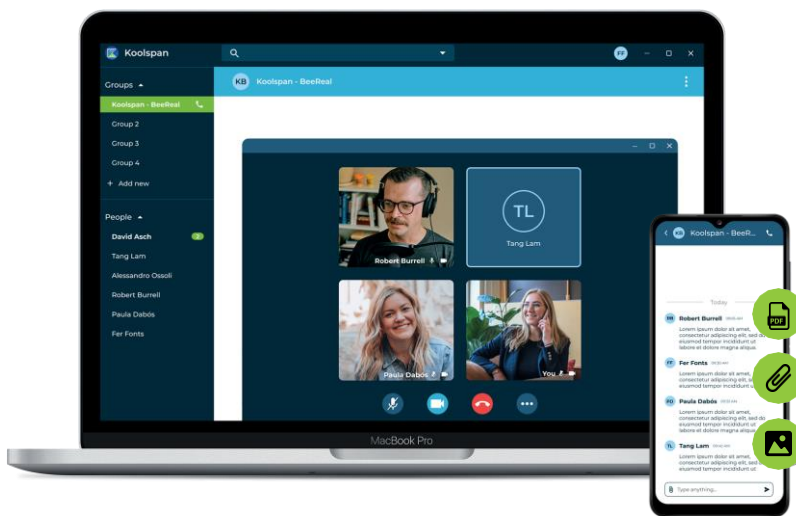 Koolspan
FF
Groups
Koolspan - BeeReal
Group 2
Group 3
Group 4
+ Add new
People
David Asch
Tang Lam
Alessandro Ossoli
Robert Burrell
Paula Dabós
Fer Fonts
KB Koolspan - BeeReal
Robert Burrell
TL
Tang Lam
Paula Dabós
You
MacBook Pro
KB Koolspan - BeeR...
Today
Robert Burrell
Lorem ipsum dolor sit amet,
consectetur adipiscing elit, sed do
eiusmod tempor incididunt ut
labore et dolore magna aliqua.
FF Fer Fonts
Lorem ipsum dolor sit amet,
consectetur adipiscing elit, sed do
eiusmod tempor incididunt ut
labore et dolore magna aliqua.
PD Paula Dabós
Lorem ipsum dolor sit amet,
consectetur adipiscing elit, sed do
eiusmod tempor incididunt ut
labore et dolore magna aliqua.
TL Tang Lam
Lorem ipsum dolor sit amet,
consectetur adipiscing elit, sed do
eiusmod tempor incididunt ut
Type anything...
PDF